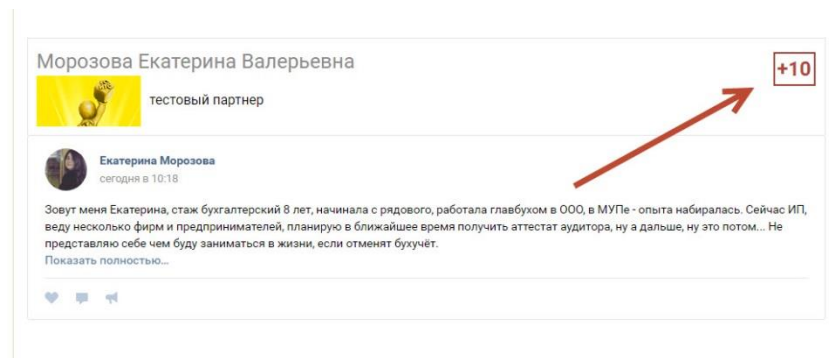 Морозова Екатерина Валерьевна
+10
тестовый партнер
Екатерина Морозова
сегодня в 10:18
Зовут меня Екатерина, стаж бухгалтерский 8 лет, начинала с рядового, работала главбухом в ООО, в МУПе - опыта набиралась. Сейчас ИП,
веду несколько фирм и предпринимателей, планирую в ближайшее время получить аттестат аудитора, ну а дальше, ну это потом... Не
представляю себе чем буду заниматься в жизни, если отменят бухучёт.
Показать полностью...